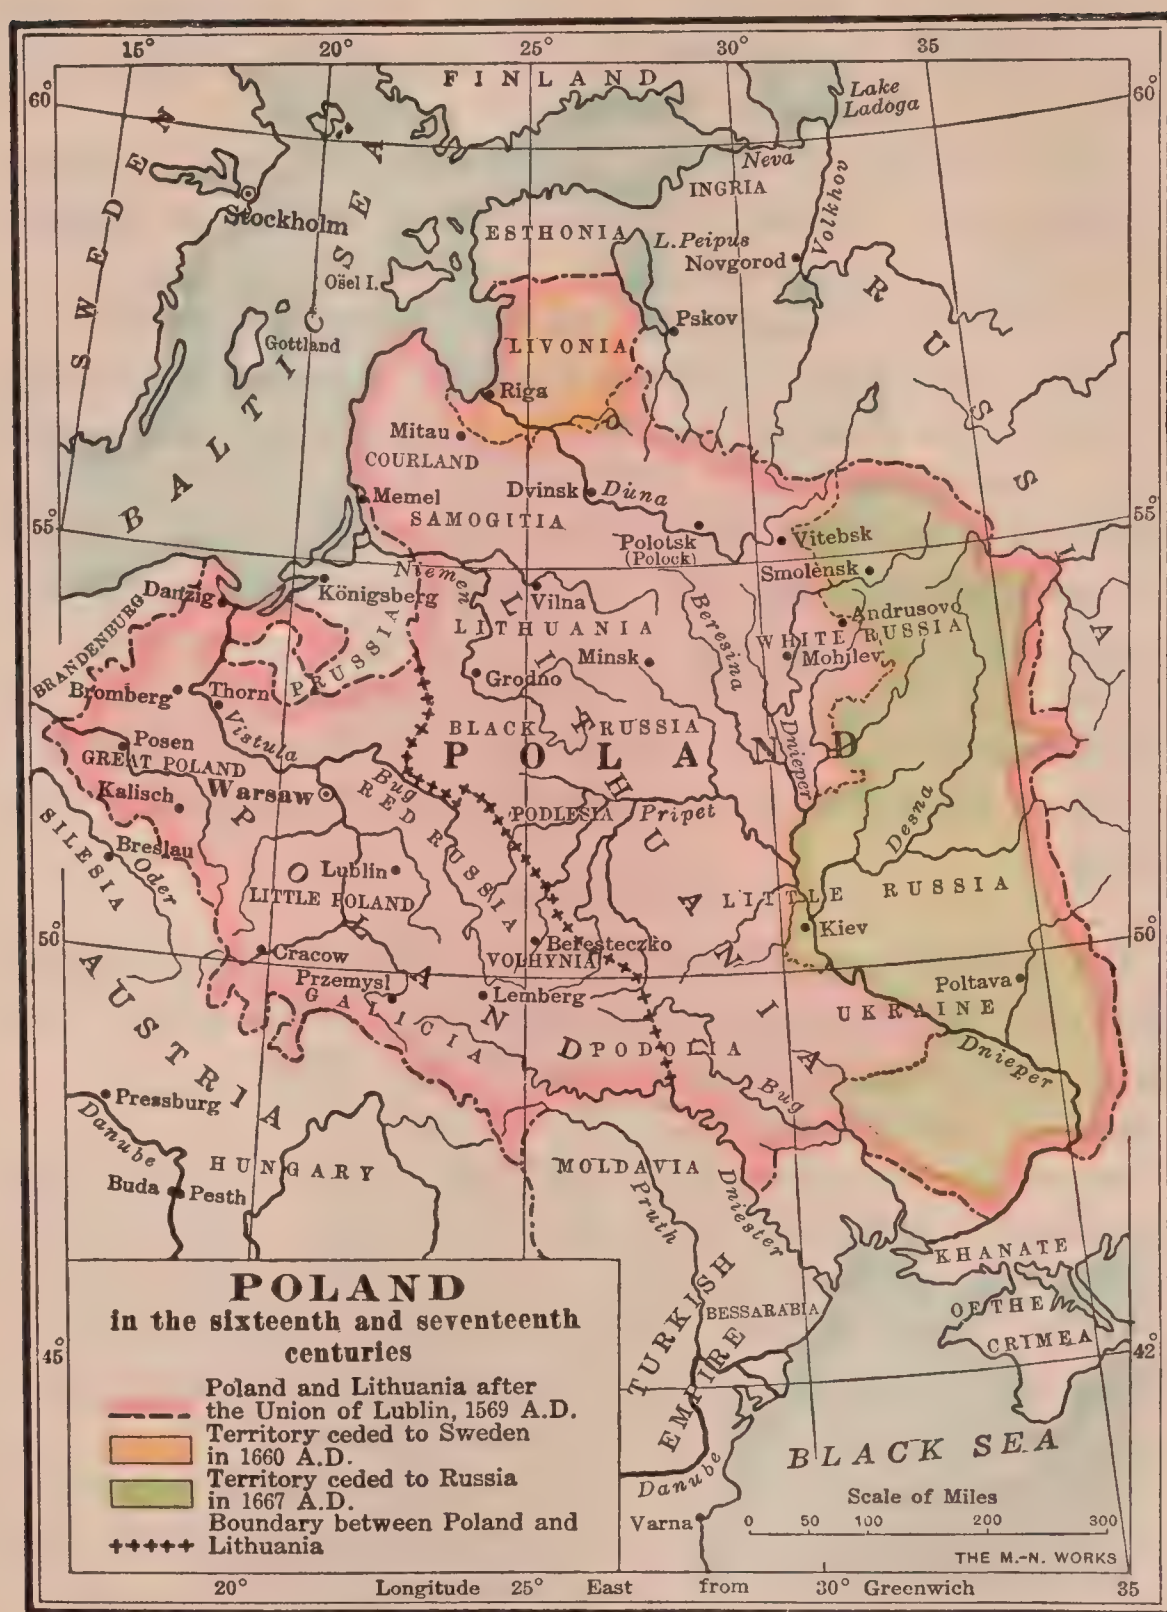 15° 20° 25° 30° 35
60° 60°
FINLAND
Lake
Ladoga
SWEDEN
BALTIC SEA
Neva
INGRIA
Volkhov
Stockholm
ESTHONIA
L. Peipus
Novgorod
Ösel I.
RUSSIA
Pskov
Gottland
LIVONIA
Riga
Mitau
COURLAND
Memel
Dvinsk
Düna
SAMOGITIA
55° 55°
Polotsk
(Polock)
Vitebsk
Smolènsk
Niemen
Danzig
Königsberg
Vilna
Beresina
Andrusovo
BRANDENBURG
LITHUANIA
WHITE RUSSIA
PRUSSIA
Minsk
Mohilev
Bromberg
Thorn
Grodno
Vistula
BLACK RUSSIA
Dnieper
Posen
GREAT POLAND
POLAND
Kalisch
Warsaw
Bug
RED RUSSIA
PODLESIA
Pripet
Desna
SILESIA
Breslau
Oder
POLAND
LITHUANIA
Lublin
LITTLE POLAND
LITTLE RUSSIA
Kiev
50° 50°
Cracow
Beresteczko
VOLHYNIA
Przemysl
GALICIA
Lemberg
Poltava
UKRAINE
AUSTRIA
PODOLIA
Dnieper
Bug
Pressburg
Danube
HUNGARY
Buda
Pesth
MOLDAVIA
Pruth
Dniester
KHANATE
OF THE
CRIMEA
TURKISH
EMPIRE
BESSARABIA
45° 42°
POLAND
in the sixteenth and seventeenth
centuries
Poland and Lithuania after
the Union of Lublin, 1569 A.D.
Territory ceded to Sweden
in 1660 A.D.
Territory ceded to Russia
in 1667 A.D.
Boundary between Poland and
Lithuania
BLACK SEA
Danube
Varna
Scale of Miles
0 50 100 200 300
THE M.-N. WORKS
20° Longitude 25° East from 30° Greenwich 35